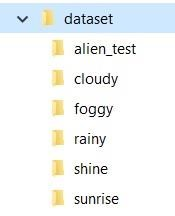 dataset
alien_test
cloudy
foggy
rainy
shine
sunrise